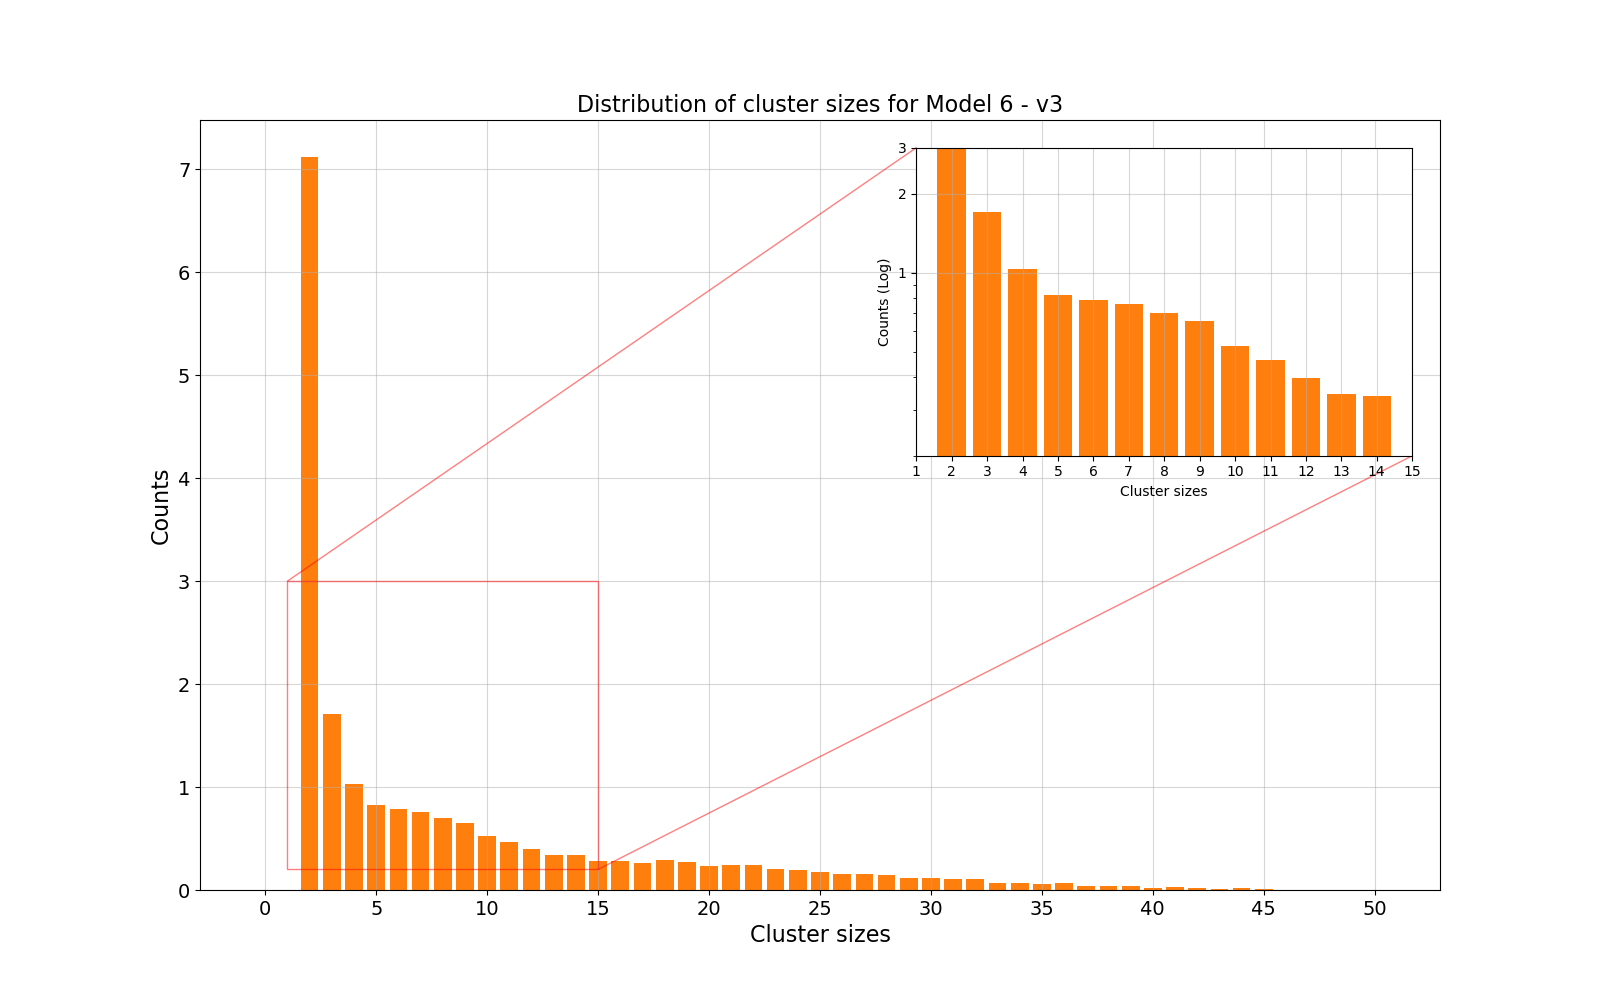 Distribution of cluster sizes for Model 6 - v3
Counts
7
6
5
4
3
2
1
0
0 5 10 15 20 25 30 35 40 45 50
Cluster sizes
Counts (Log)
3
2
1
1 2 3 4 5 6 7 8 9 10 11 12 13 14 15
Cluster sizes